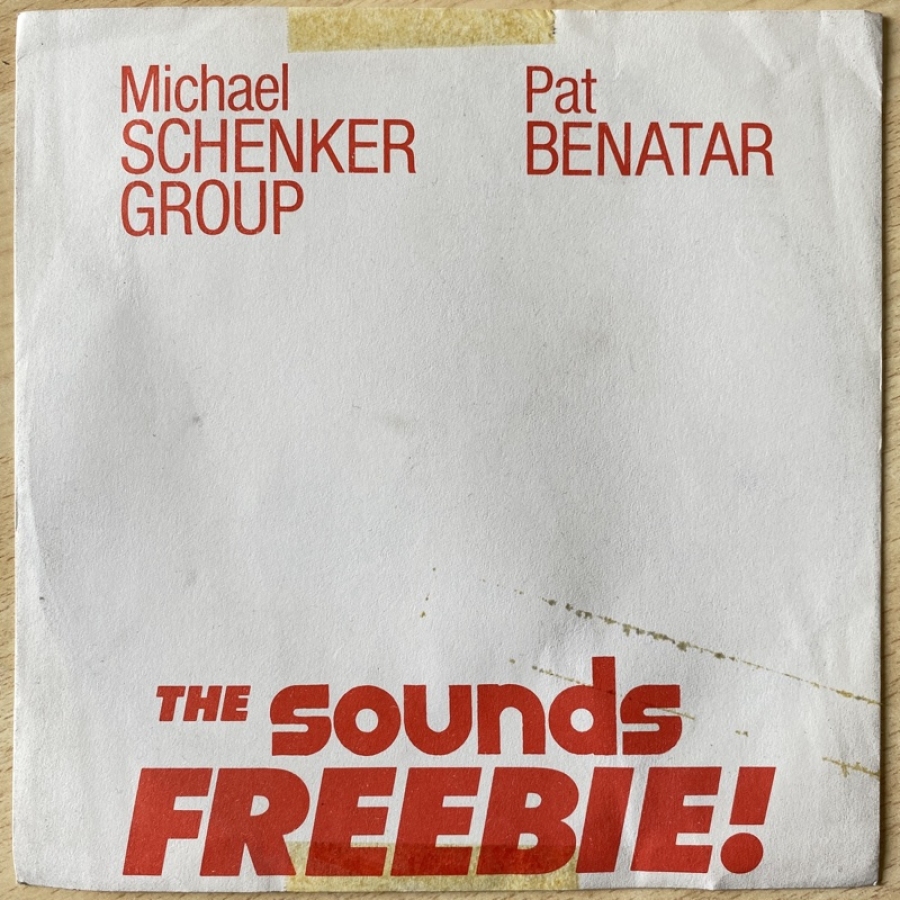 Michael
SCHENKER
GROUP
Pat
BENATAR
THE sounds
FREEBIE!